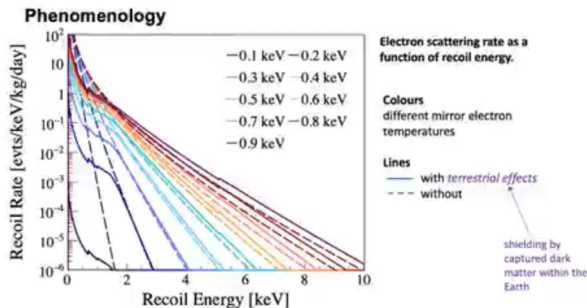 Phenomenology
Recoil Rate [evts/keV/kg/day]
10²
10
1
10⁻¹
10⁻²
10⁻³
10⁻⁴
10⁻⁵
10⁻⁶
0 2 4 6 8 10
Recoil Energy [keV]
0.1 keV 0.2 keV
0.3 keV 0.4 keV
0.5 keV 0.6 keV
0.7 keV 0.8 keV
0.9 keV
Electron scattering rate as a
function of recoil energy.
Colours
different mirror electron
temperatures
Lines
with terrestrial effects
without
shielding by
captured dark
matter within the
Earth